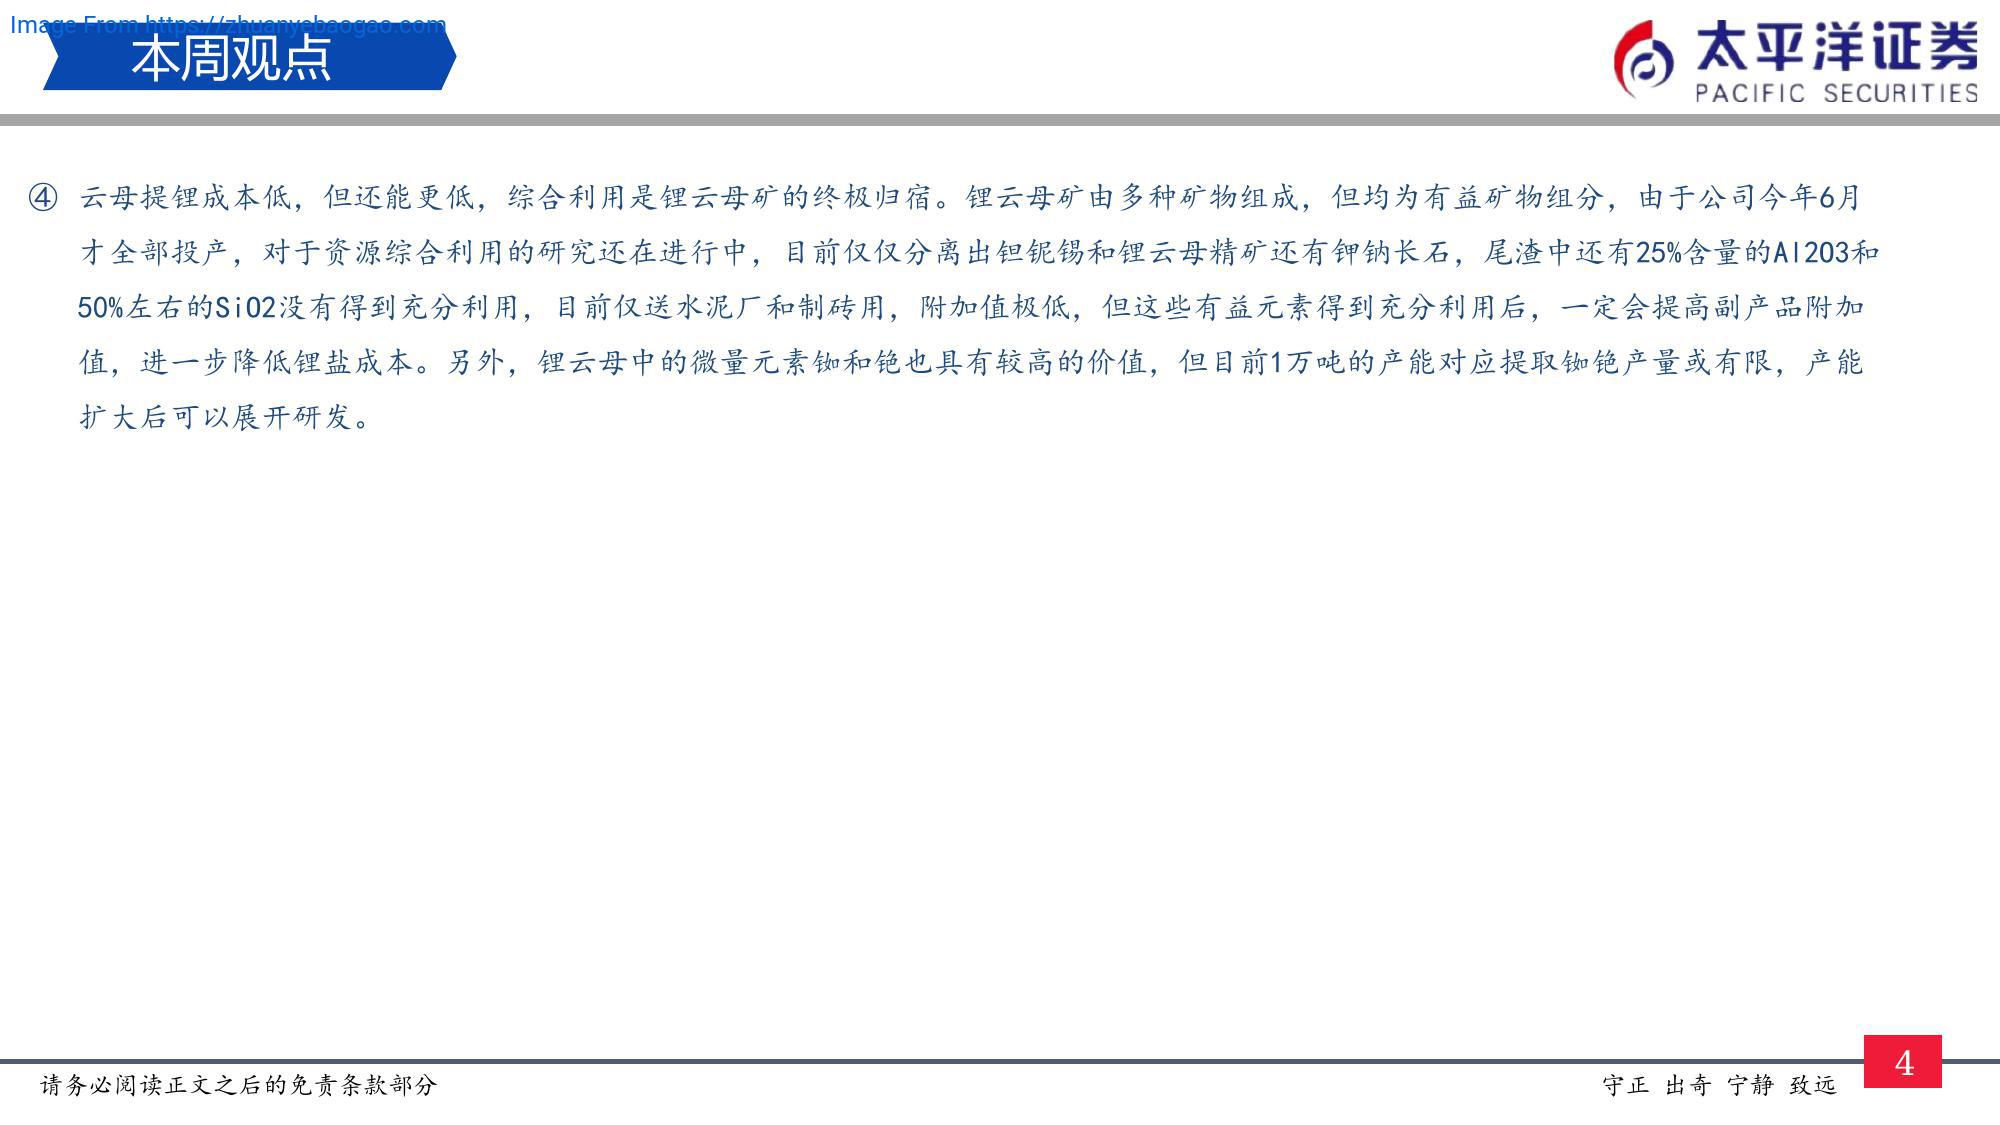 Image From https://zhuanyebaogao.com
本周观点
太平洋证券
PACIFIC SECURITIES
④ 云母提锂成本低，但还能更低，综合利用是锂云母矿的终极归宿。锂云母矿由多种矿物组成，但均为有益矿物组分，由于公司今年6月
才全部投产，对于资源综合利用的研究还在进行中，目前仅仅分离出钽铌锡和锂云母精矿还有钾钠长石，尾渣中还有25%含量的Al2O3和
50%左右的SiO2没有得到充分利用，目前仅送水泥厂和制砖用，附加值极低，但这些有益元素得到充分利用后，一定会提高副产品附加
值，进一步降低锂盐成本。另外，锂云母中的微量元素铷和铯也具有较高的价值，但目前1万吨的产能对应提取铷铯产量或有限，产能
扩大后可以展开研发。
请务必阅读正文之后的免责条款部分
守正 出奇 宁静 致远
4